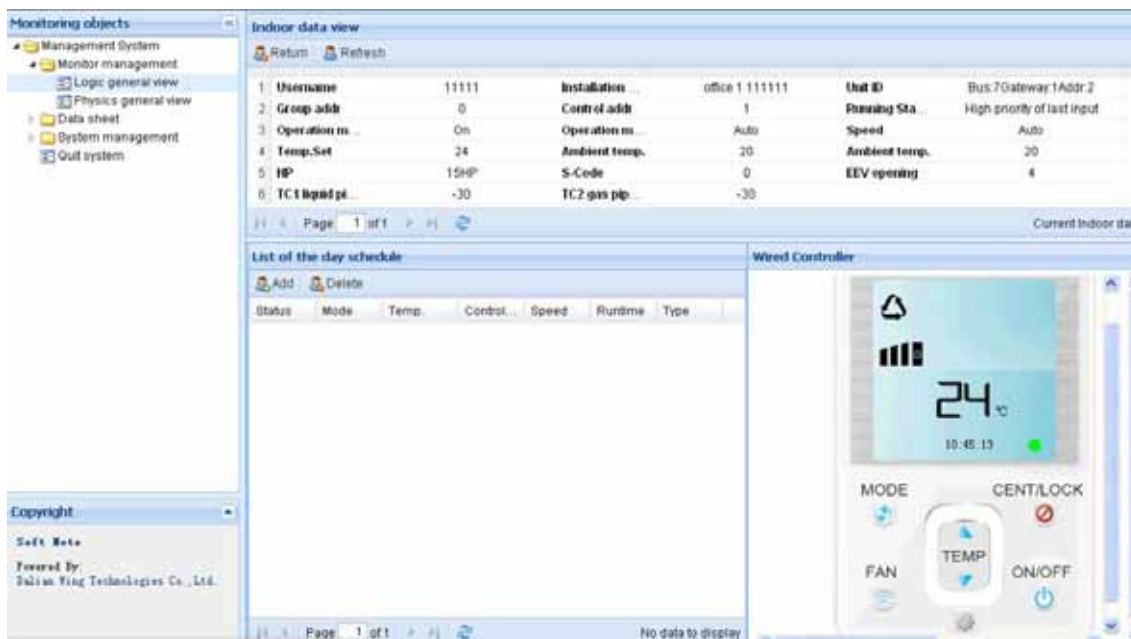 Monitoring objects
Management System
Monitor management
Logic general view
Physics general view
Data sheet
System management
Quit system
Copyright
Soft Note
Powered By:
Dalian Ying Technologies Co., Ltd.
Indoor data view
Return Refresh
1 Username 11111 Installation ... office 1 111111 Unit ID Bus:7Gateway:1Addr:2
2 Group addr 0 Control addr 1 Running Sta... High priority of last input
3 Operation m... On Operation m... Auto Speed Auto
4 Temp.Set 24 Ambient temp. 20 Ambient temp. 20
5 HP 15HP S-Code 0 EEV opening 4
6 TC1 liquid pi... -30 TC2 gas pip... -30
Page 1 of 1 Current Indoor da
List of the day schedule
Add Delete
Status Mode Temp. Control... Speed Runtime Type
Page 1 of 1 No data to display
Wired Controller
24 °C
10:45:13
MODE CENT/LOCK
TEMP
FAN ON/OFF